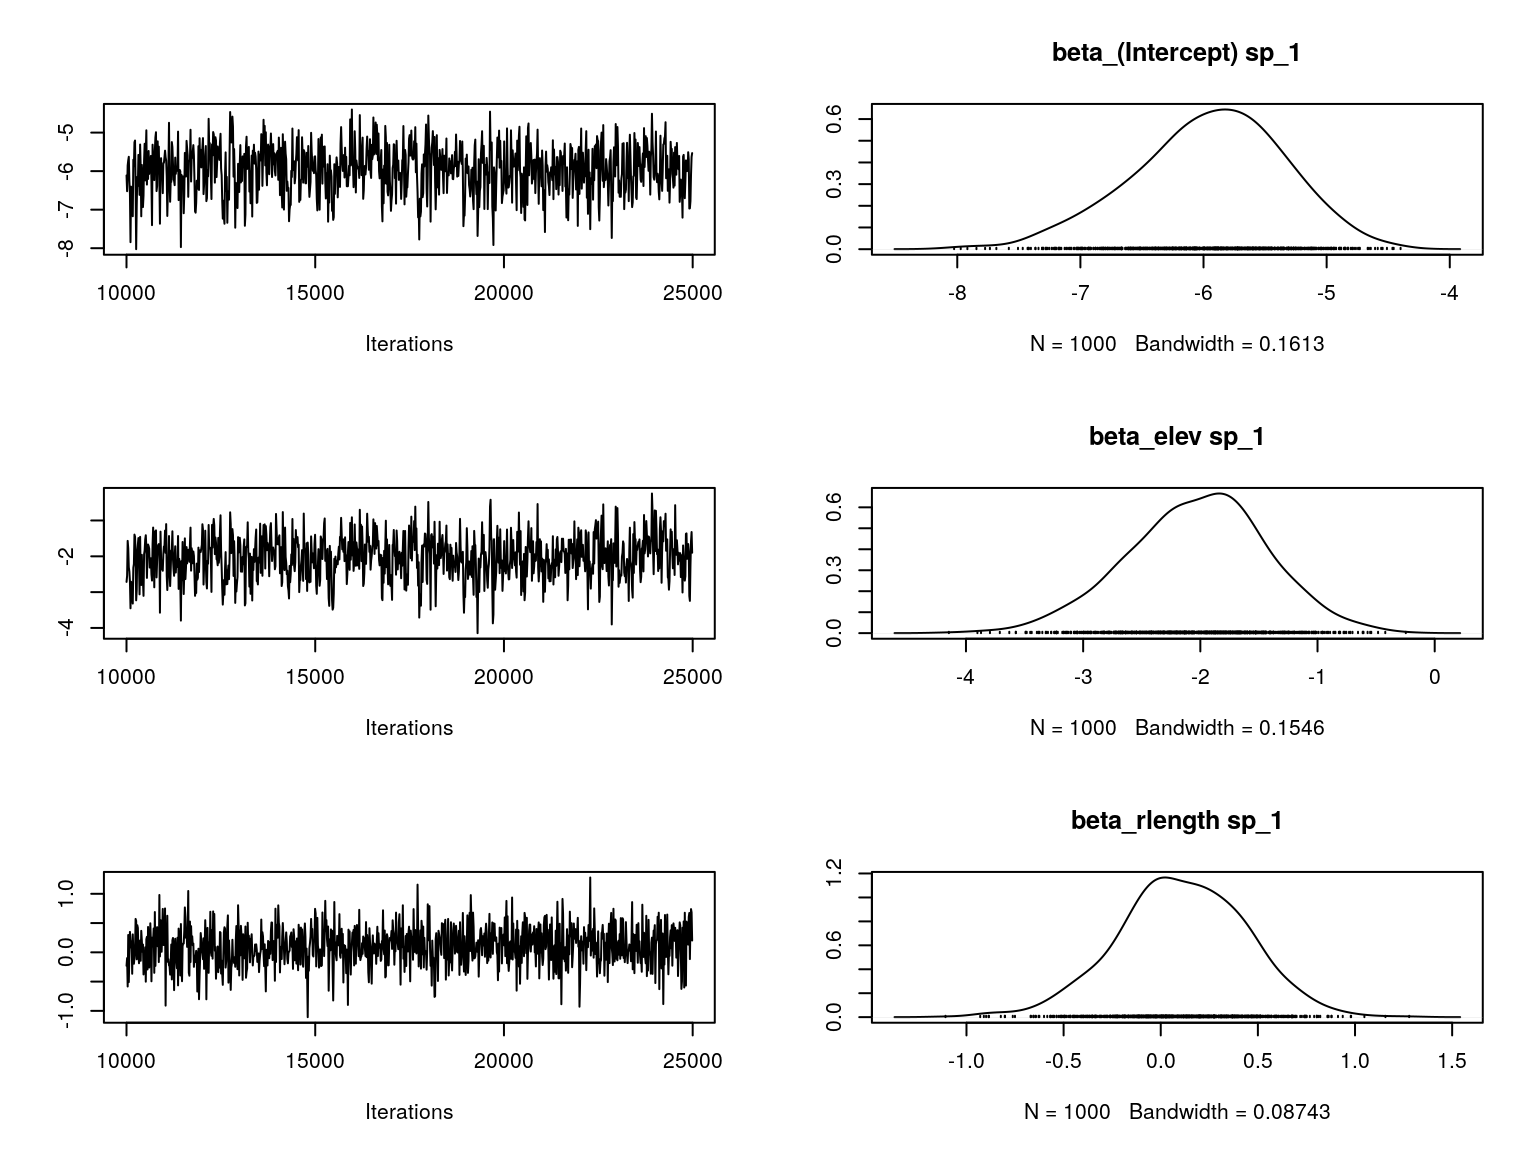 beta_(Intercept) sp_1
-5
-6
-7
-8
10000 15000 20000 25000
Iterations
0.6
0.3
0.0
-8 -7 -6 -5 -4
N = 1000 Bandwidth = 0.1613
beta_elev sp_1
-2
-4
10000 15000 20000 25000
Iterations
0.6
0.3
0.0
-4 -3 -2 -1 0
N = 1000 Bandwidth = 0.1546
beta_rlength sp_1
1.0
0.0
-1.0
10000 15000 20000 25000
Iterations
1.2
0.6
0.0
-1.0 -0.5 0.0 0.5 1.0 1.5
N = 1000 Bandwidth = 0.08743